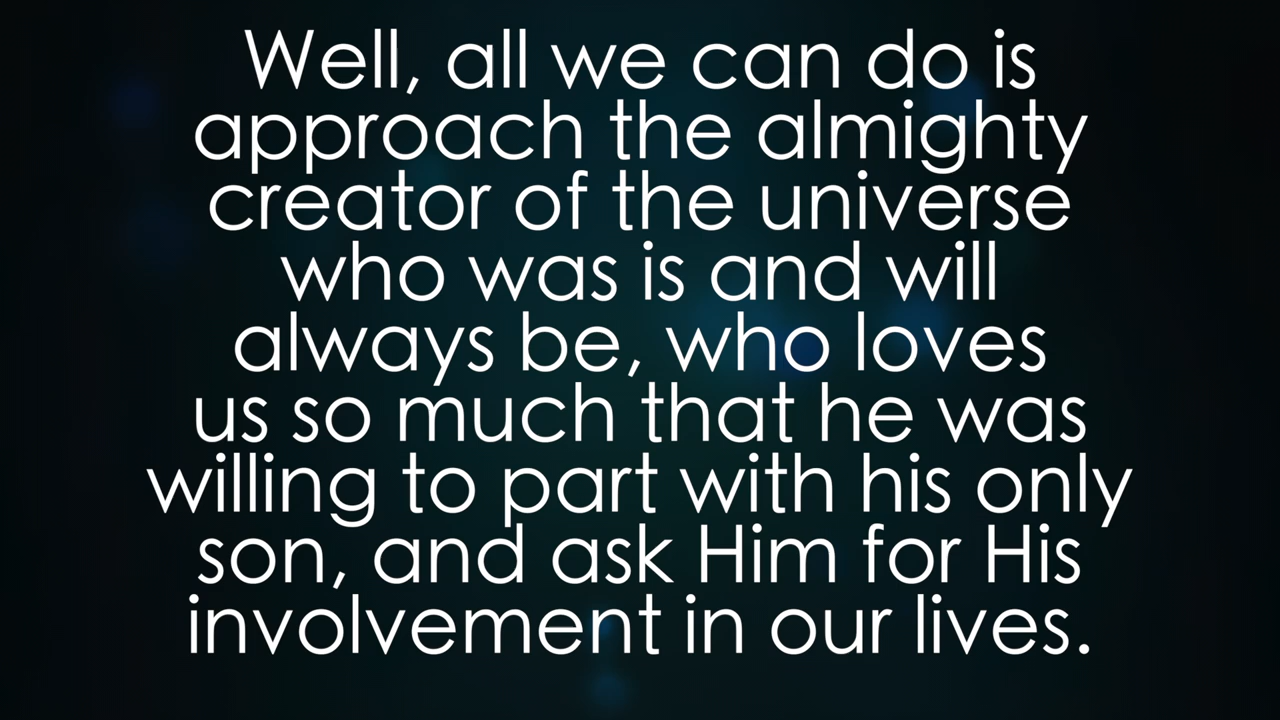 Well, all we can do is
approach the almighty
creator of the universe
who was is and will
always be, who loves
us so much that he was
willing to part with his only
son, and ask Him for His
involvement in our lives.